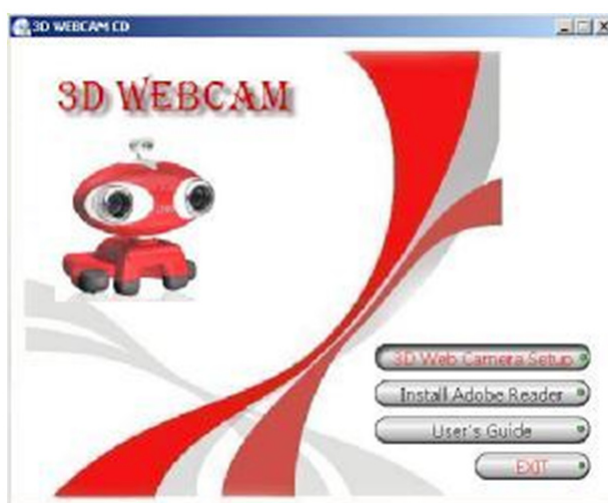 3D WEBCAM CD
3D WEBCAM
3D Web Camera Setup
Install Adobe Reader
User's Guide
EXIT